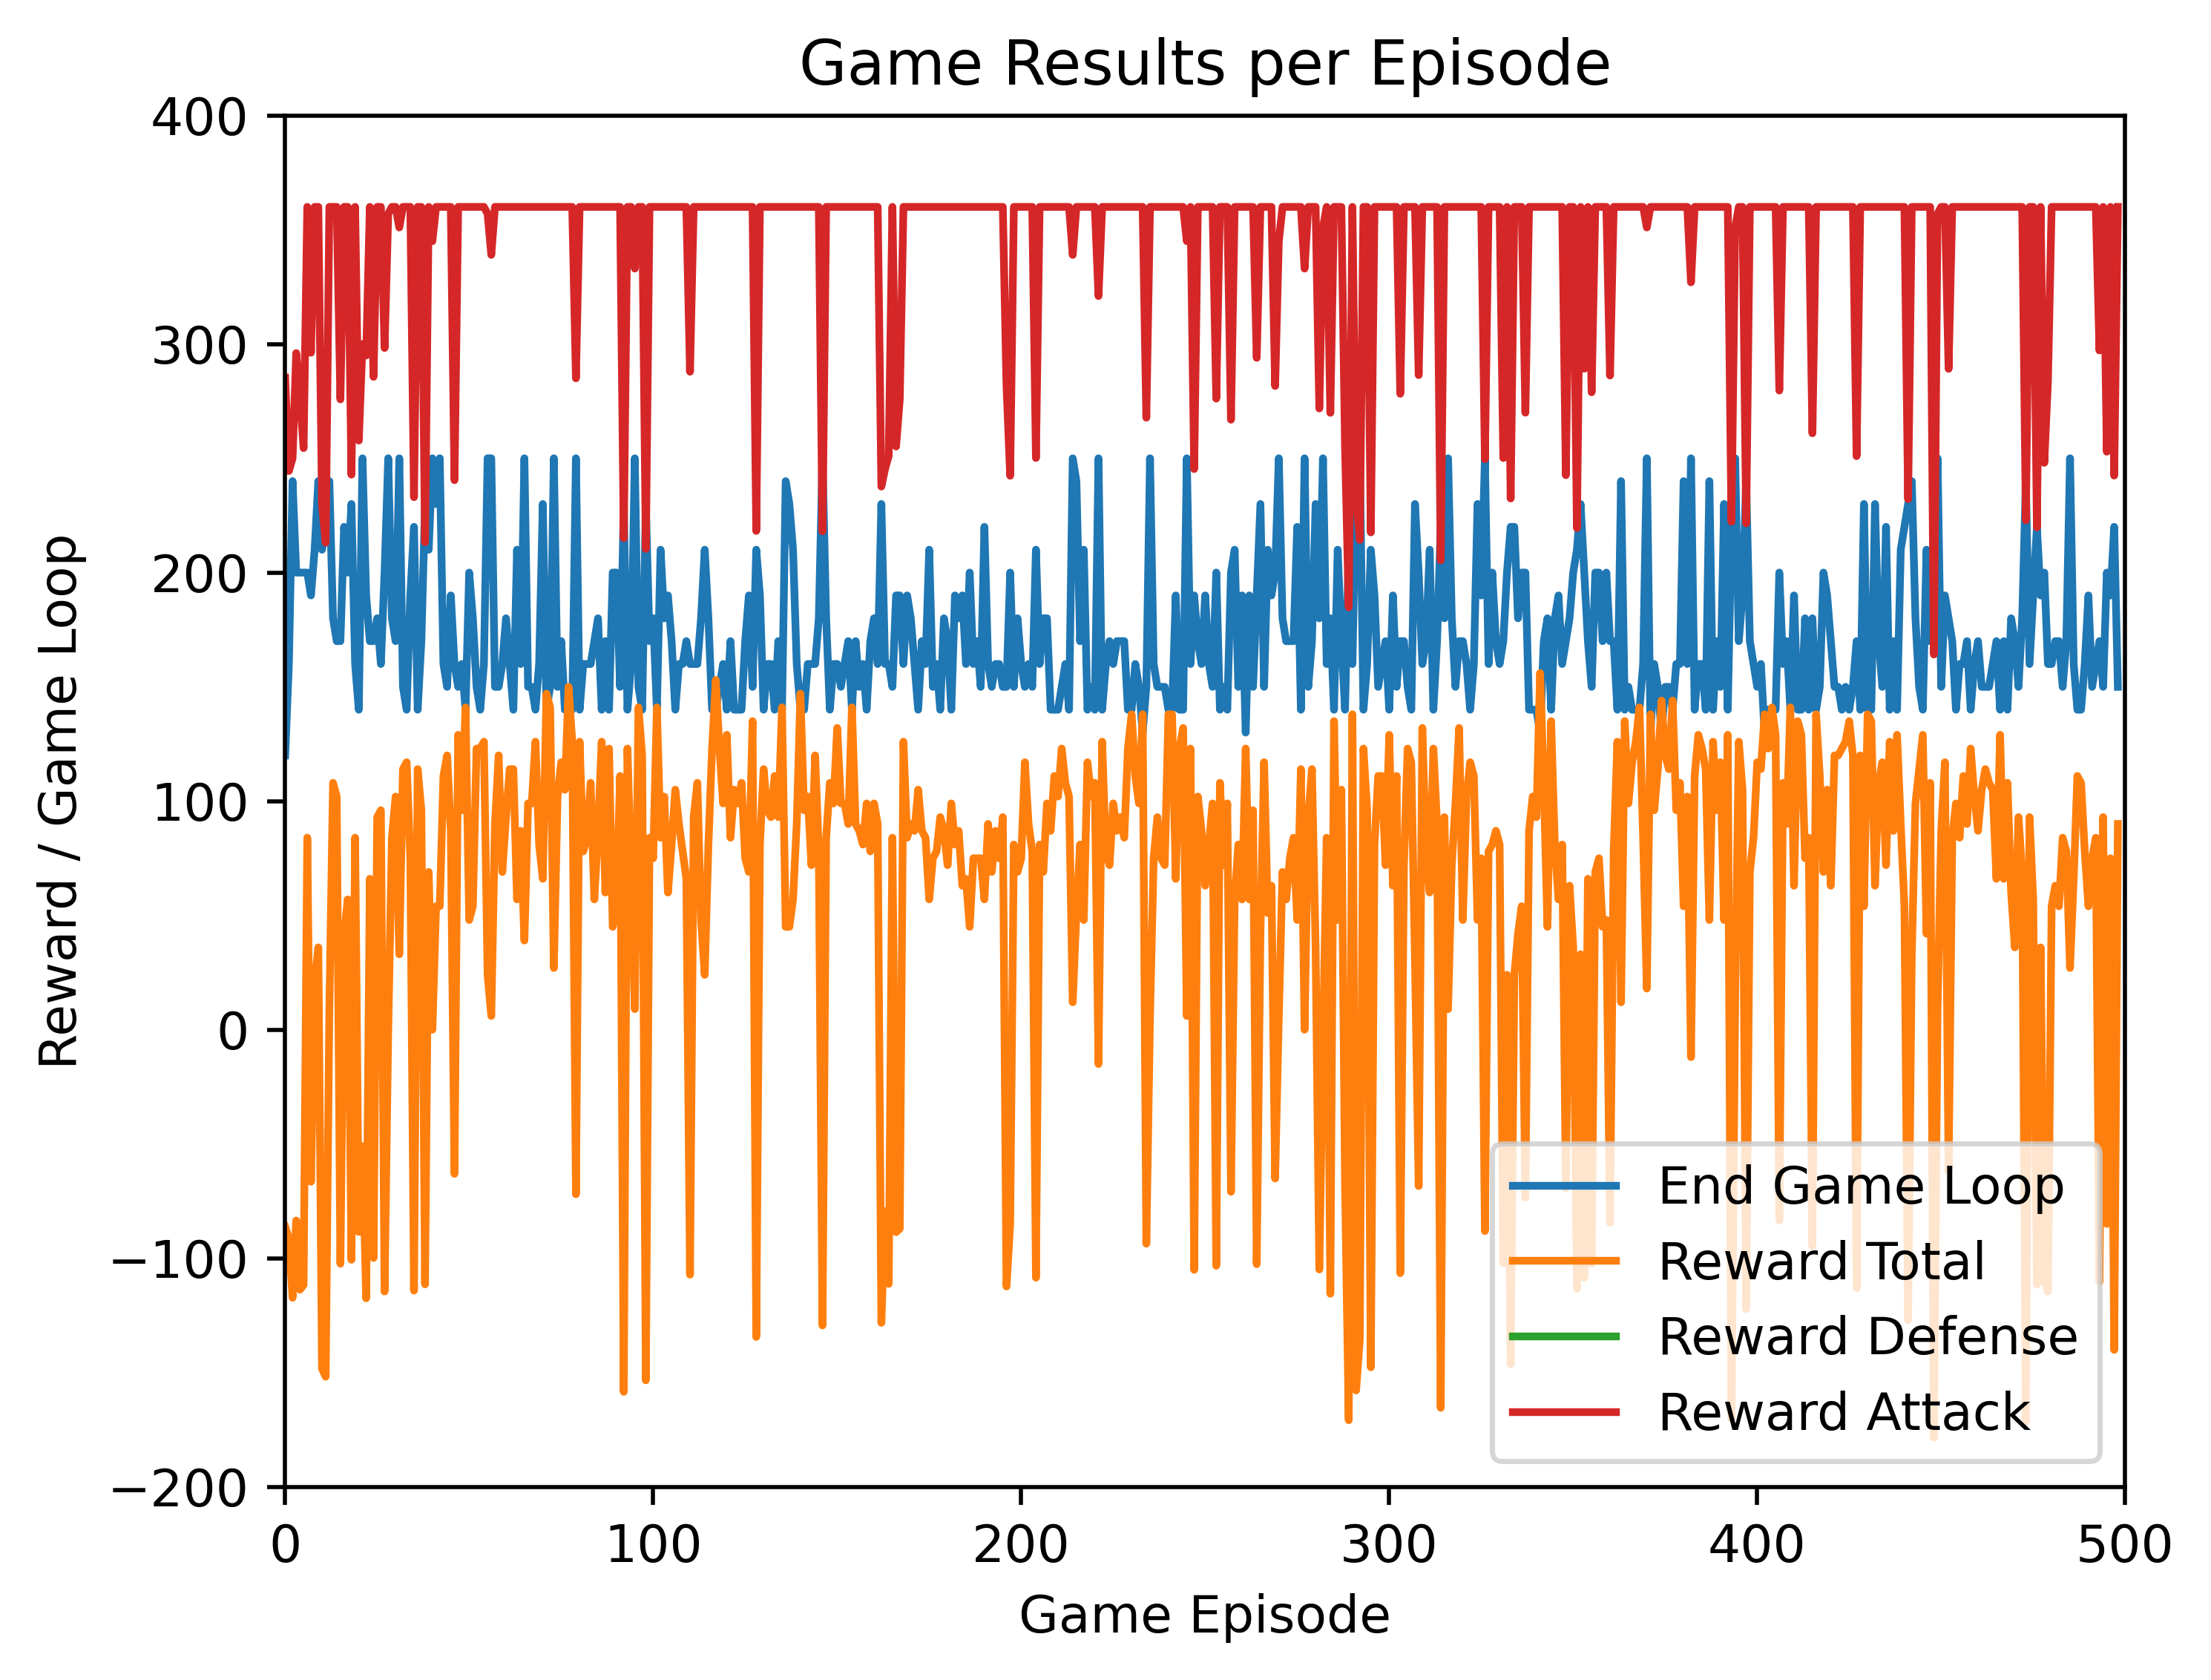 Game Results per Episode
400
300
200
100
0
−100
−200
Reward / Game Loop
End Game Loop
Reward Total
Reward Defense
Reward Attack
0 100 200 300 400 500
Game Episode